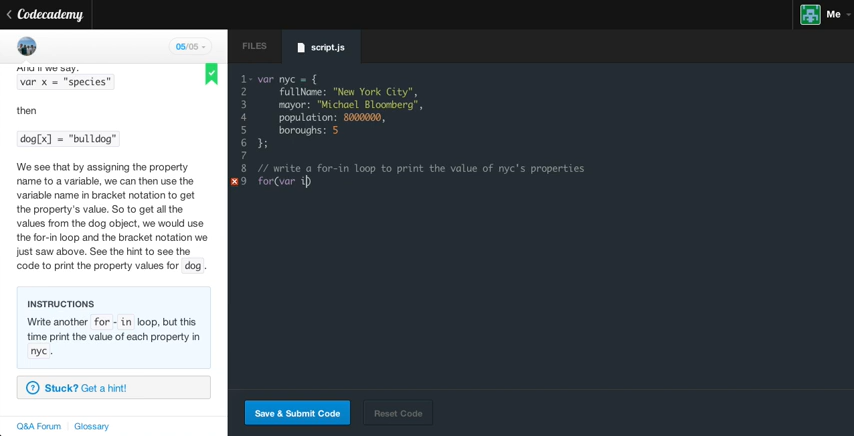 Codecademy
Me
05/05
FILES
script.js
And if we say:
var x = "species"
then
dog[x] = "bulldog"
We see that by assigning the property
name to a variable, we can then use the
variable name in bracket notation to get
the property's value. So to get all the
values from the dog object, we would use
the for-in loop and the bracket notation we
just saw above. See the hint to see the
code to print the property values for dog.
INSTRUCTIONS
Write another for-in loop, but this
time print the value of each property in
nyc.
? Stuck? Get a hint!
Q&A Forum
Glossary
1 var nyc = {
2 fullName: "New York City",
3 mayor: "Michael Bloomberg",
4 population: 8000000,
5 boroughs: 5
6 };
7
8 // write a for-in loop to print the value of nyc's properties
9 for(var i)
Save & Submit Code
Reset Code